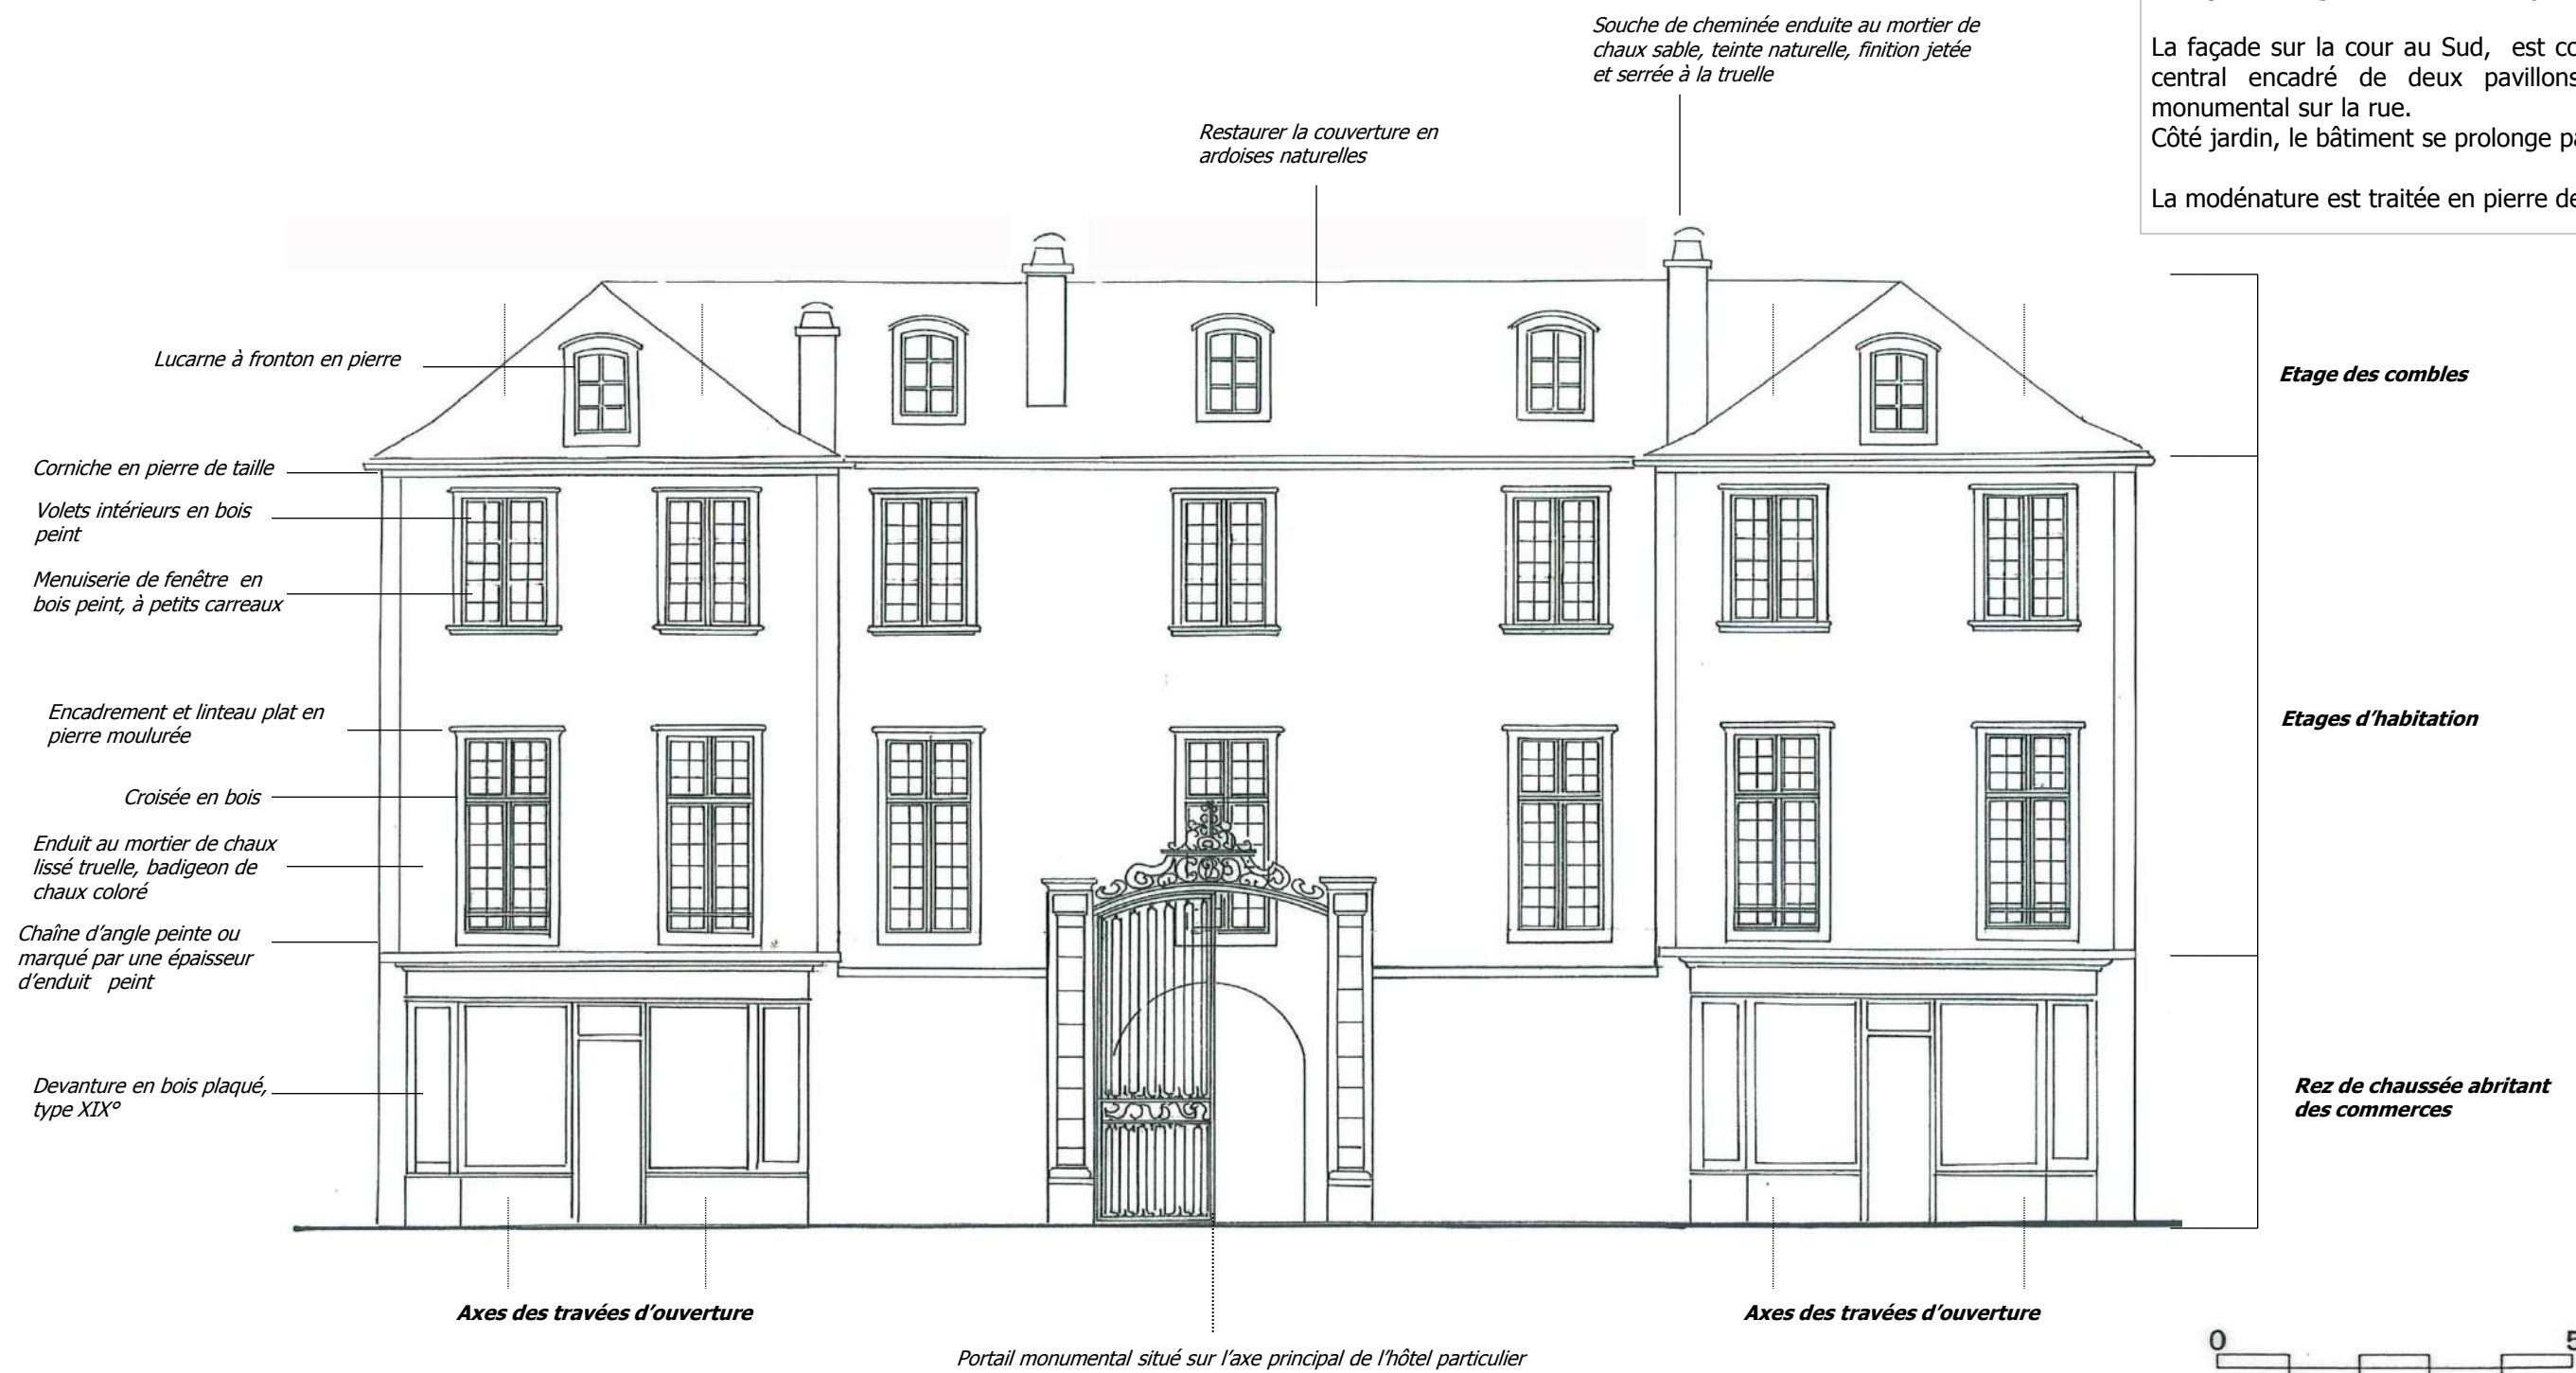 Souche de cheminée enduite au mortier de
chaux sable, teinte naturelle, finition jetée
et serrée à la truelle
La façade sur la cour au Sud, est
central encadré de deux pavillons
monumental sur la rue.
Côté jardin, le bâtiment se prolonge
La modénature est traitée en pierre
Restaurer la couverture en
ardoises naturelles
Lucarne à fronton en pierre
Corniche en pierre de taille
Volets intérieurs en bois
peint
Menuiserie de fenêtre en
bois peint, à petits carreaux
Encadrement et linteau plat en
pierre moulurée
Croisée en bois
Enduit au mortier de chaux
lissé truelle, badigeon de
chaux coloré
Chaîne d'angle peinte ou
marqué par une épaisseur
d'enduit peint
Devanture en bois plaqué,
type XIX°
Etage des combles
Etages d'habitation
Rez de chaussée abritant
des commerces
Axes des travées d'ouverture
Axes des travées d'ouverture
Portail monumental situé sur l'axe principal de l'hôtel particulier
0 5